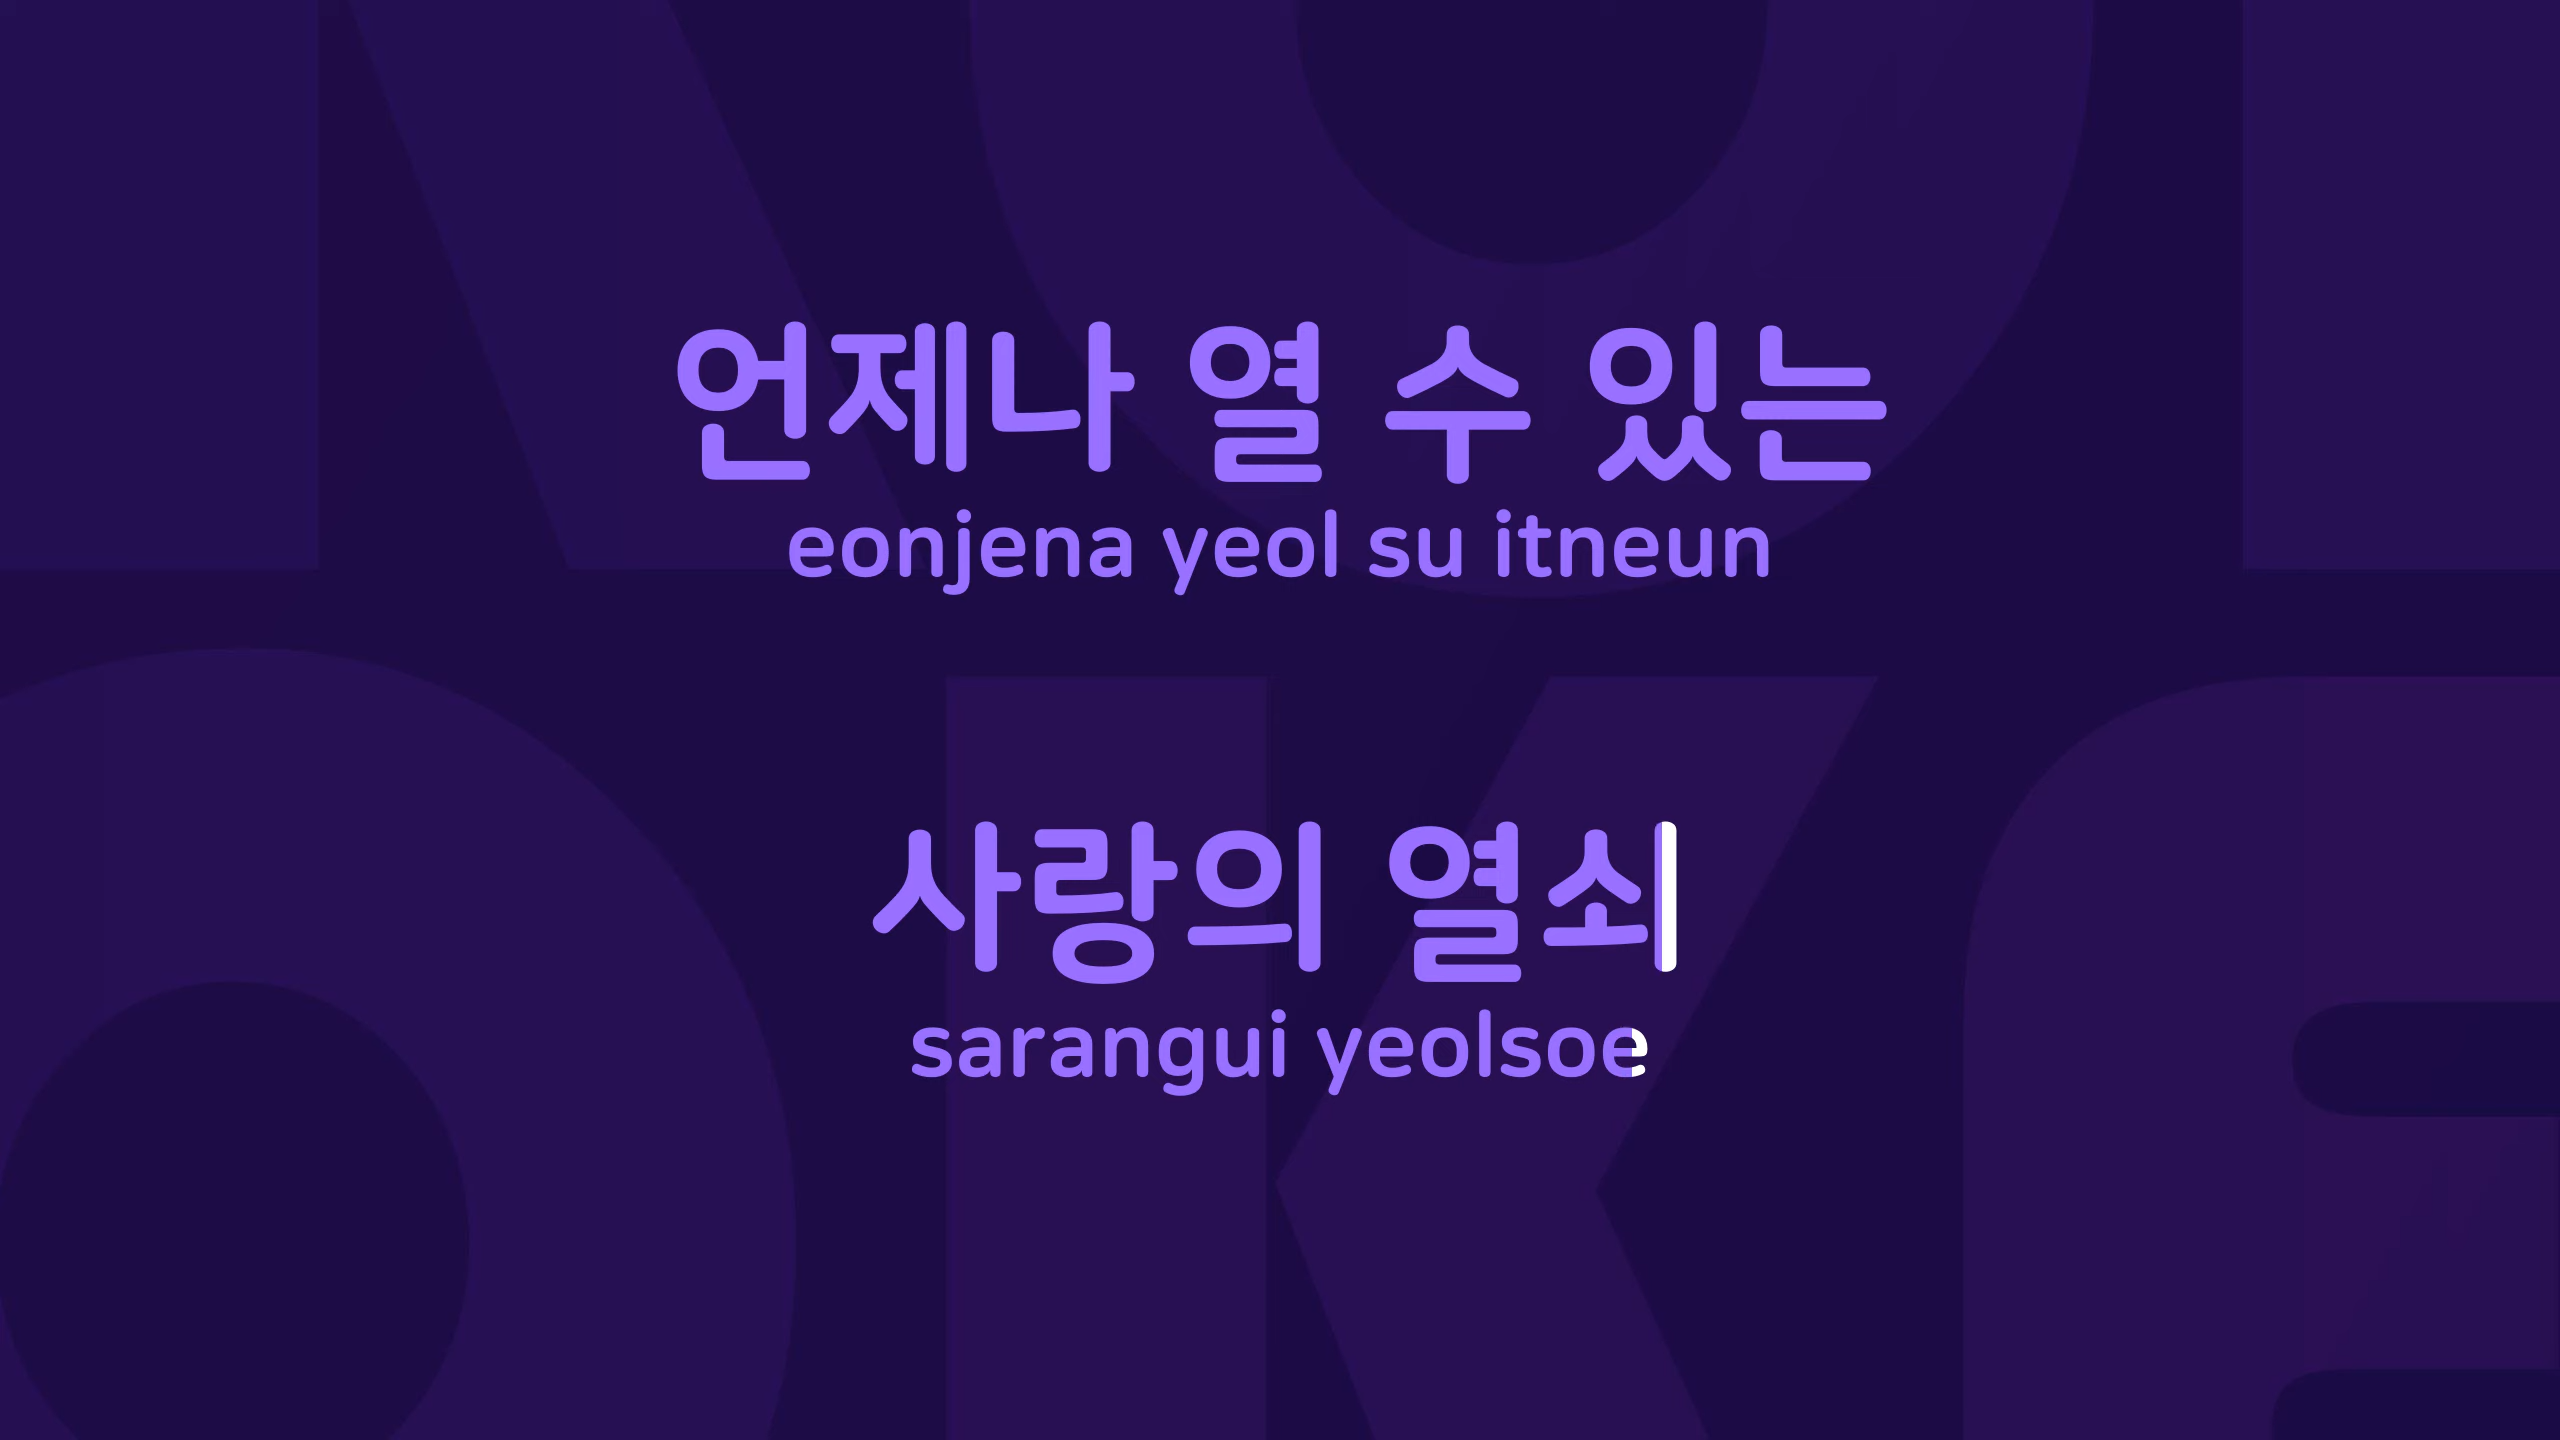 언제나 열 수 있는
eonjena yeol su itneun
사랑의 열쇠
sarangui yeolsoe